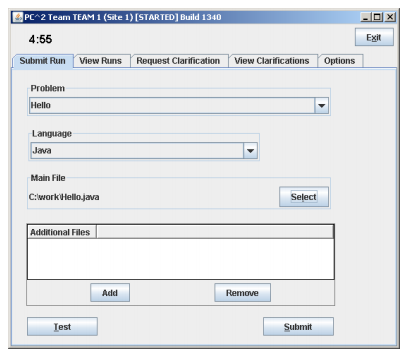 PC^2 Team TEAM 1 (Site 1) [STARTED] Build 1340
4:55
Exit
Submit Run View Runs Request Clarification View Clarifications Options
Problem
Hello
Language
Java
Main File
C:\work\Hello.java Select
Additional Files
Add Remove
Test Submit